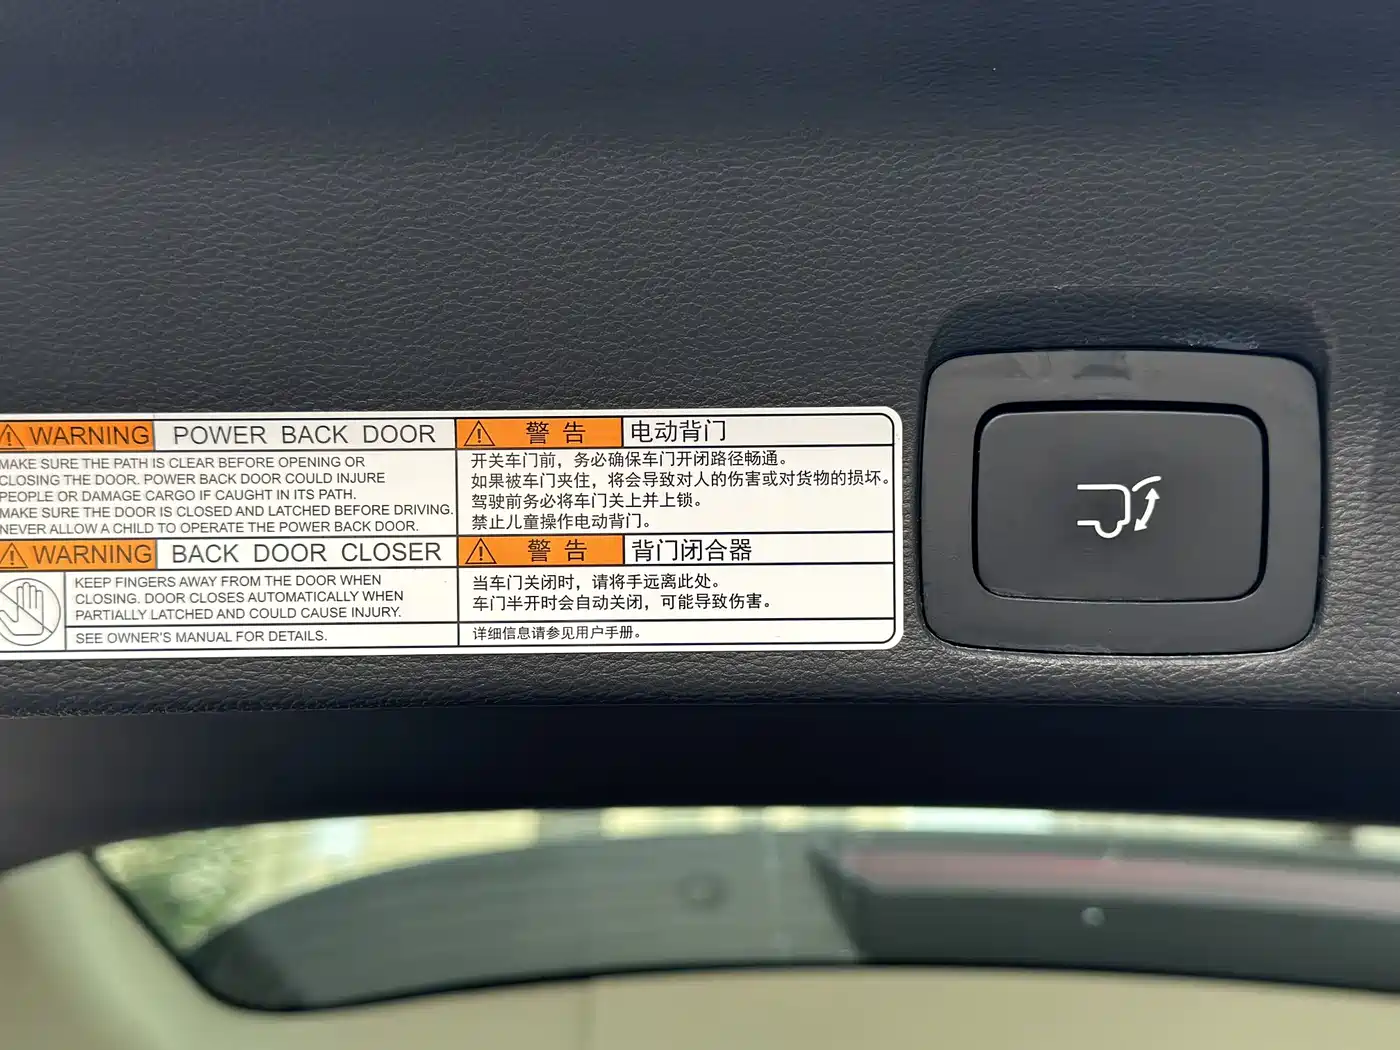 WARNING POWER BACK DOOR
MAKE SURE THE PATH IS CLEAR BEFORE OPENING OR
CLOSING THE DOOR. POWER BACK DOOR COULD INJURE
PEOPLE OR DAMAGE CARGO IF CAUGHT IN ITS PATH.
MAKE SURE THE DOOR IS CLOSED AND LATCHED BEFORE DRIVING.
NEVER ALLOW A CHILD TO OPERATE THE POWER BACK DOOR.
WARNING BACK DOOR CLOSER
KEEP FINGERS AWAY FROM THE DOOR WHEN
CLOSING. DOOR CLOSES AUTOMATICALLY WHEN
PARTIALLY LATCHED AND COULD CAUSE INJURY.
SEE OWNER'S MANUAL FOR DETAILS.
警告 电动背门
开关车门前，务必确保车门开闭路径畅通。
如果被车门夹住，将会导致对人的伤害或对货物的损坏。
驾驶前务必将车门关上并上锁。
禁止儿童操作电动背门。
警告 背门闭合器
当车门关闭时，请将手远离此处。
车门半开时会自动关闭，可能导致伤害。
详细信息请参见用户手册。